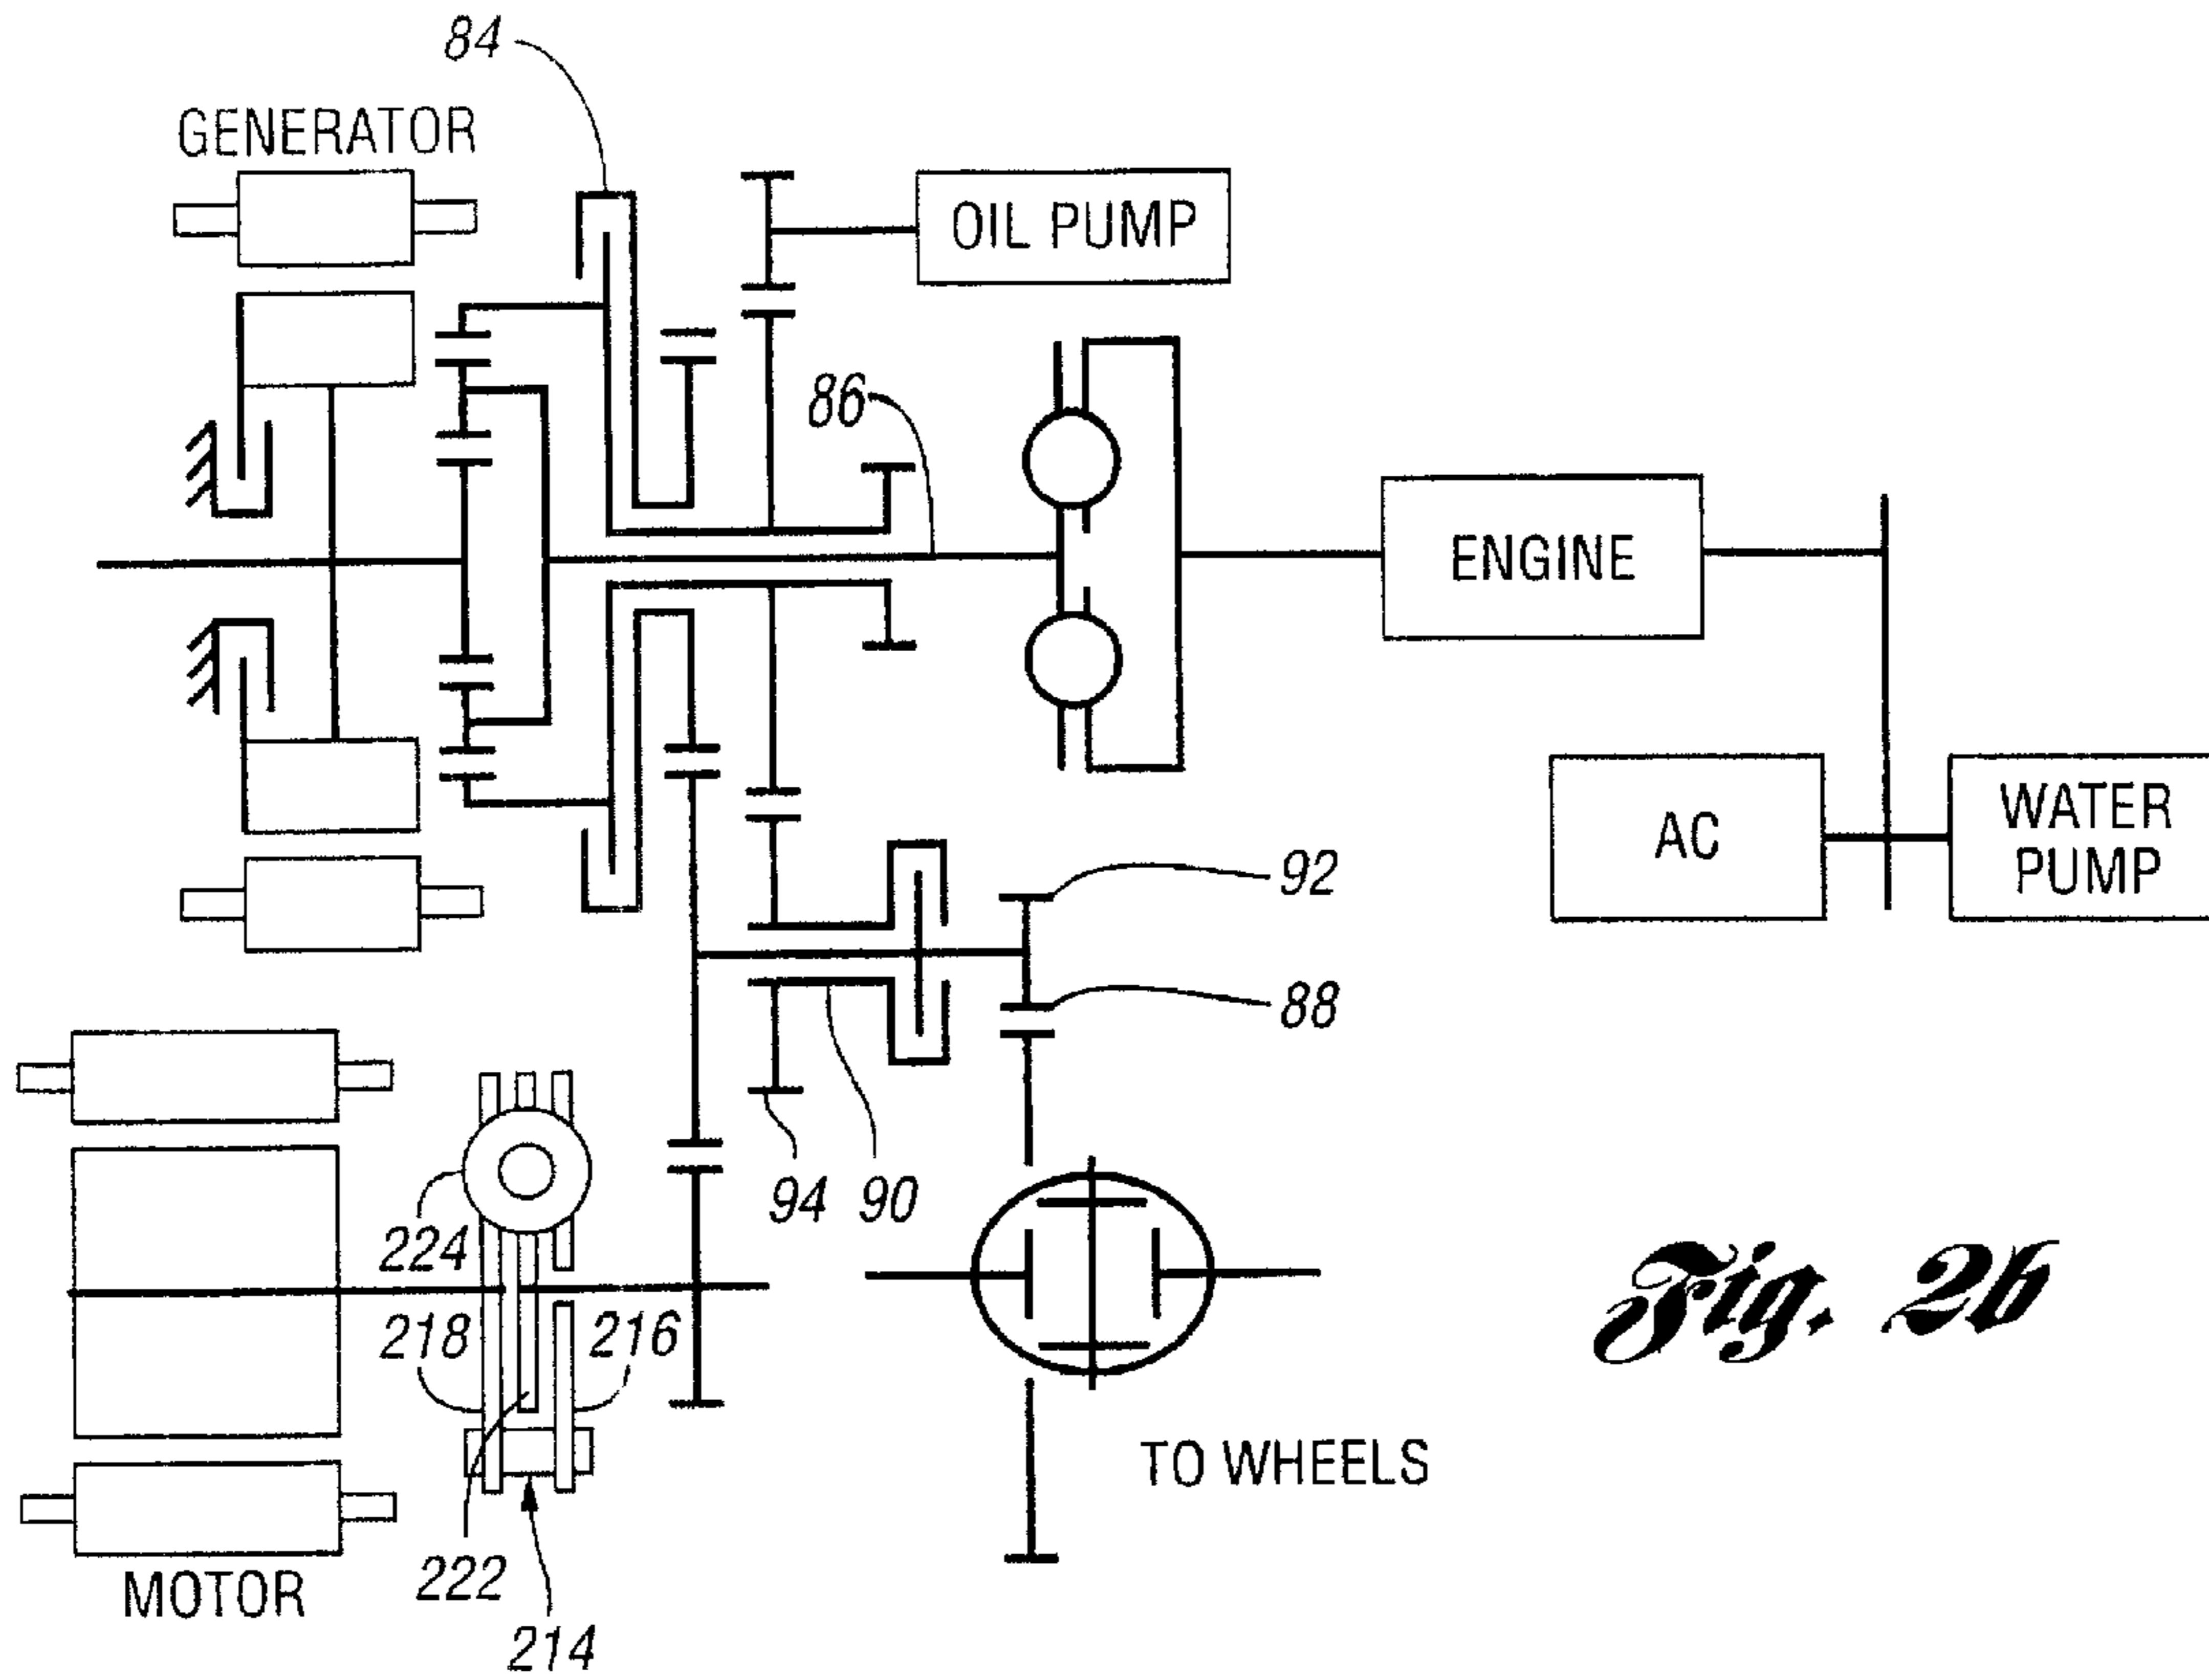 84
GENERATOR
OIL PUMP
86
ENGINE
AC
WATER
PUMP
92
88
94
90
224
218
216
222
214
MOTOR
TO WHEELS
Fig. 2b